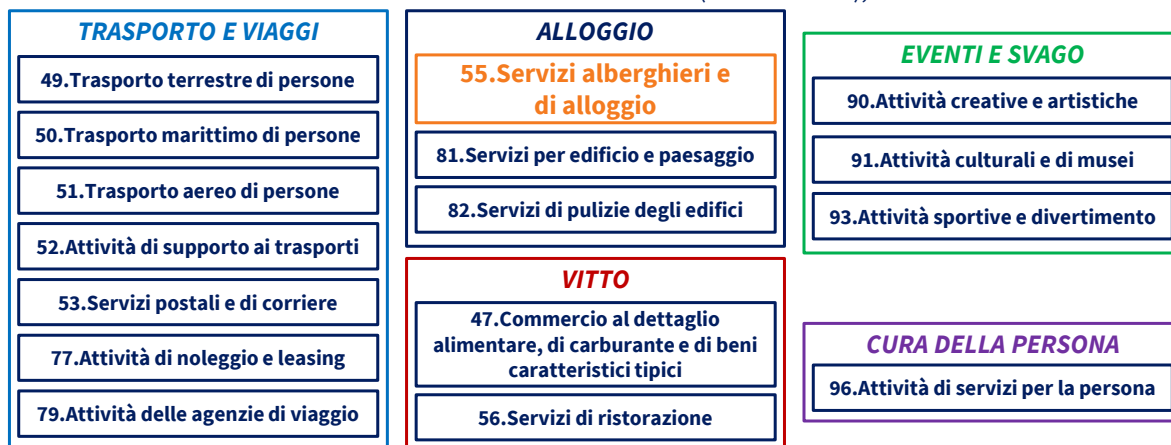 TRASPORTO E VIAGGI
49.Trasporto terrestre di persone
50.Trasporto marittimo di persone
51.Trasporto aereo di persone
52.Attività di supporto ai trasporti
53.Servizi postali e di corriere
77.Attività di noleggio e leasing
79.Attività delle agenzie di viaggio
ALLOGGIO
55.Servizi alberghieri e
di alloggio
81.Servizi per edificio e paesaggio
82.Servizi di pulizie degli edifici
VITTO
47.Commercio al dettaglio
alimentare, di carburante e di beni
caratteristici tipici
56.Servizi di ristorazione
EVENTI E SVAGO
90.Attività creative e artistiche
91.Attività culturali e di musei
93.Attività sportive e divertimento
CURA DELLA PERSONA
96.Attività di servizi per la persona